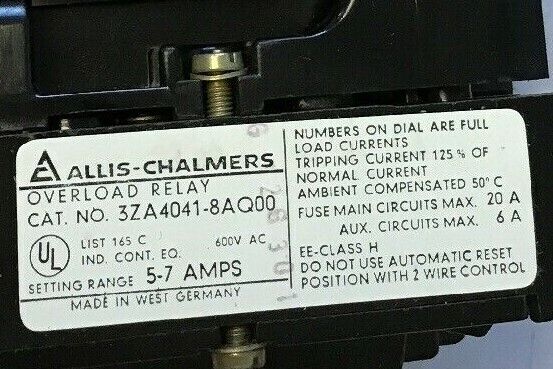 ALLIS-CHALMERS
OVERLOAD RELAY
CAT. NO. 3ZA4041-8AQ00
UL
LIST 165 C 600V AC
IND. CONT. EQ.
SETTING RANGE 5-7 AMPS
MADE IN WEST GERMANY
NUMBERS ON DIAL ARE FULL
LOAD CURRENTS
TRIPPING CURRENT 125% OF
NORMAL CURRENT
AMBIENT COMPENSATED 50°C
FUSE MAIN CIRCUITS MAX. 20 A
AUX. CIRCUITS MAX. 6 A
EE-CLASS H
DO NOT USE AUTOMATIC RESET
POSITION WITH 2 WIRE CONTROL